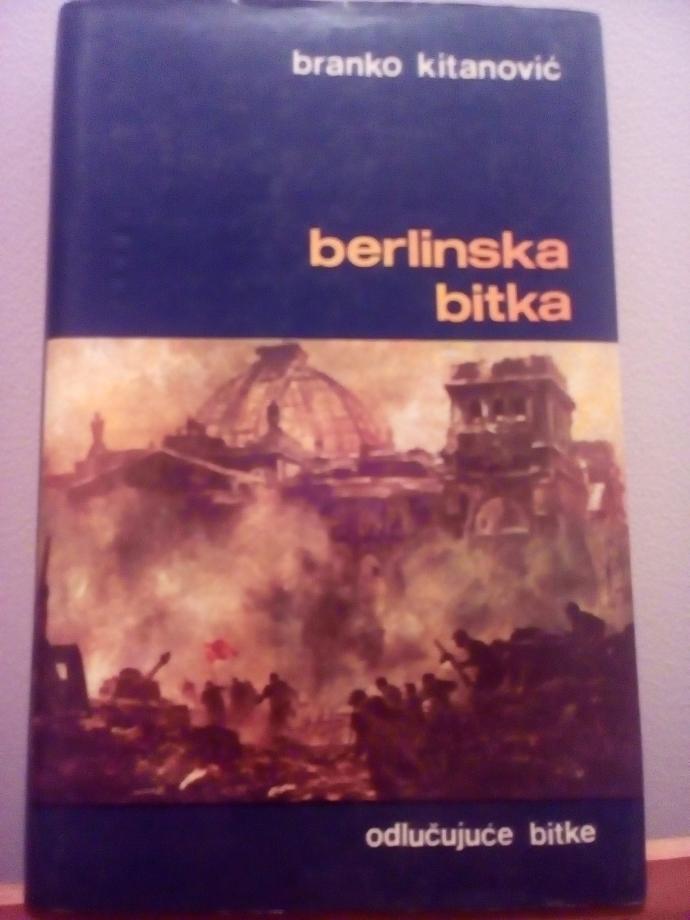 branko kitanović
berlinska
bitka
odlučujuće bitke